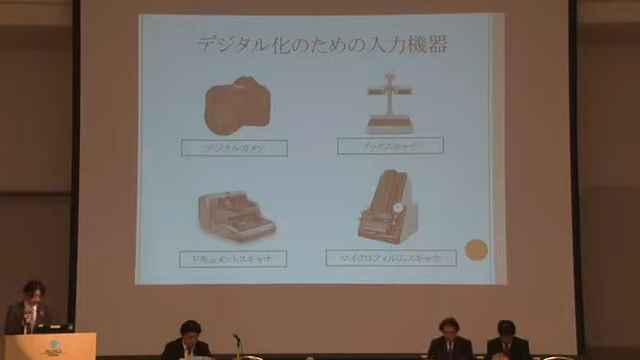 デジタル化のための入力機器
デジタルカメラ
ブックスキャナ
ドキュメントスキャナ
マイクロフィルムスキャナ